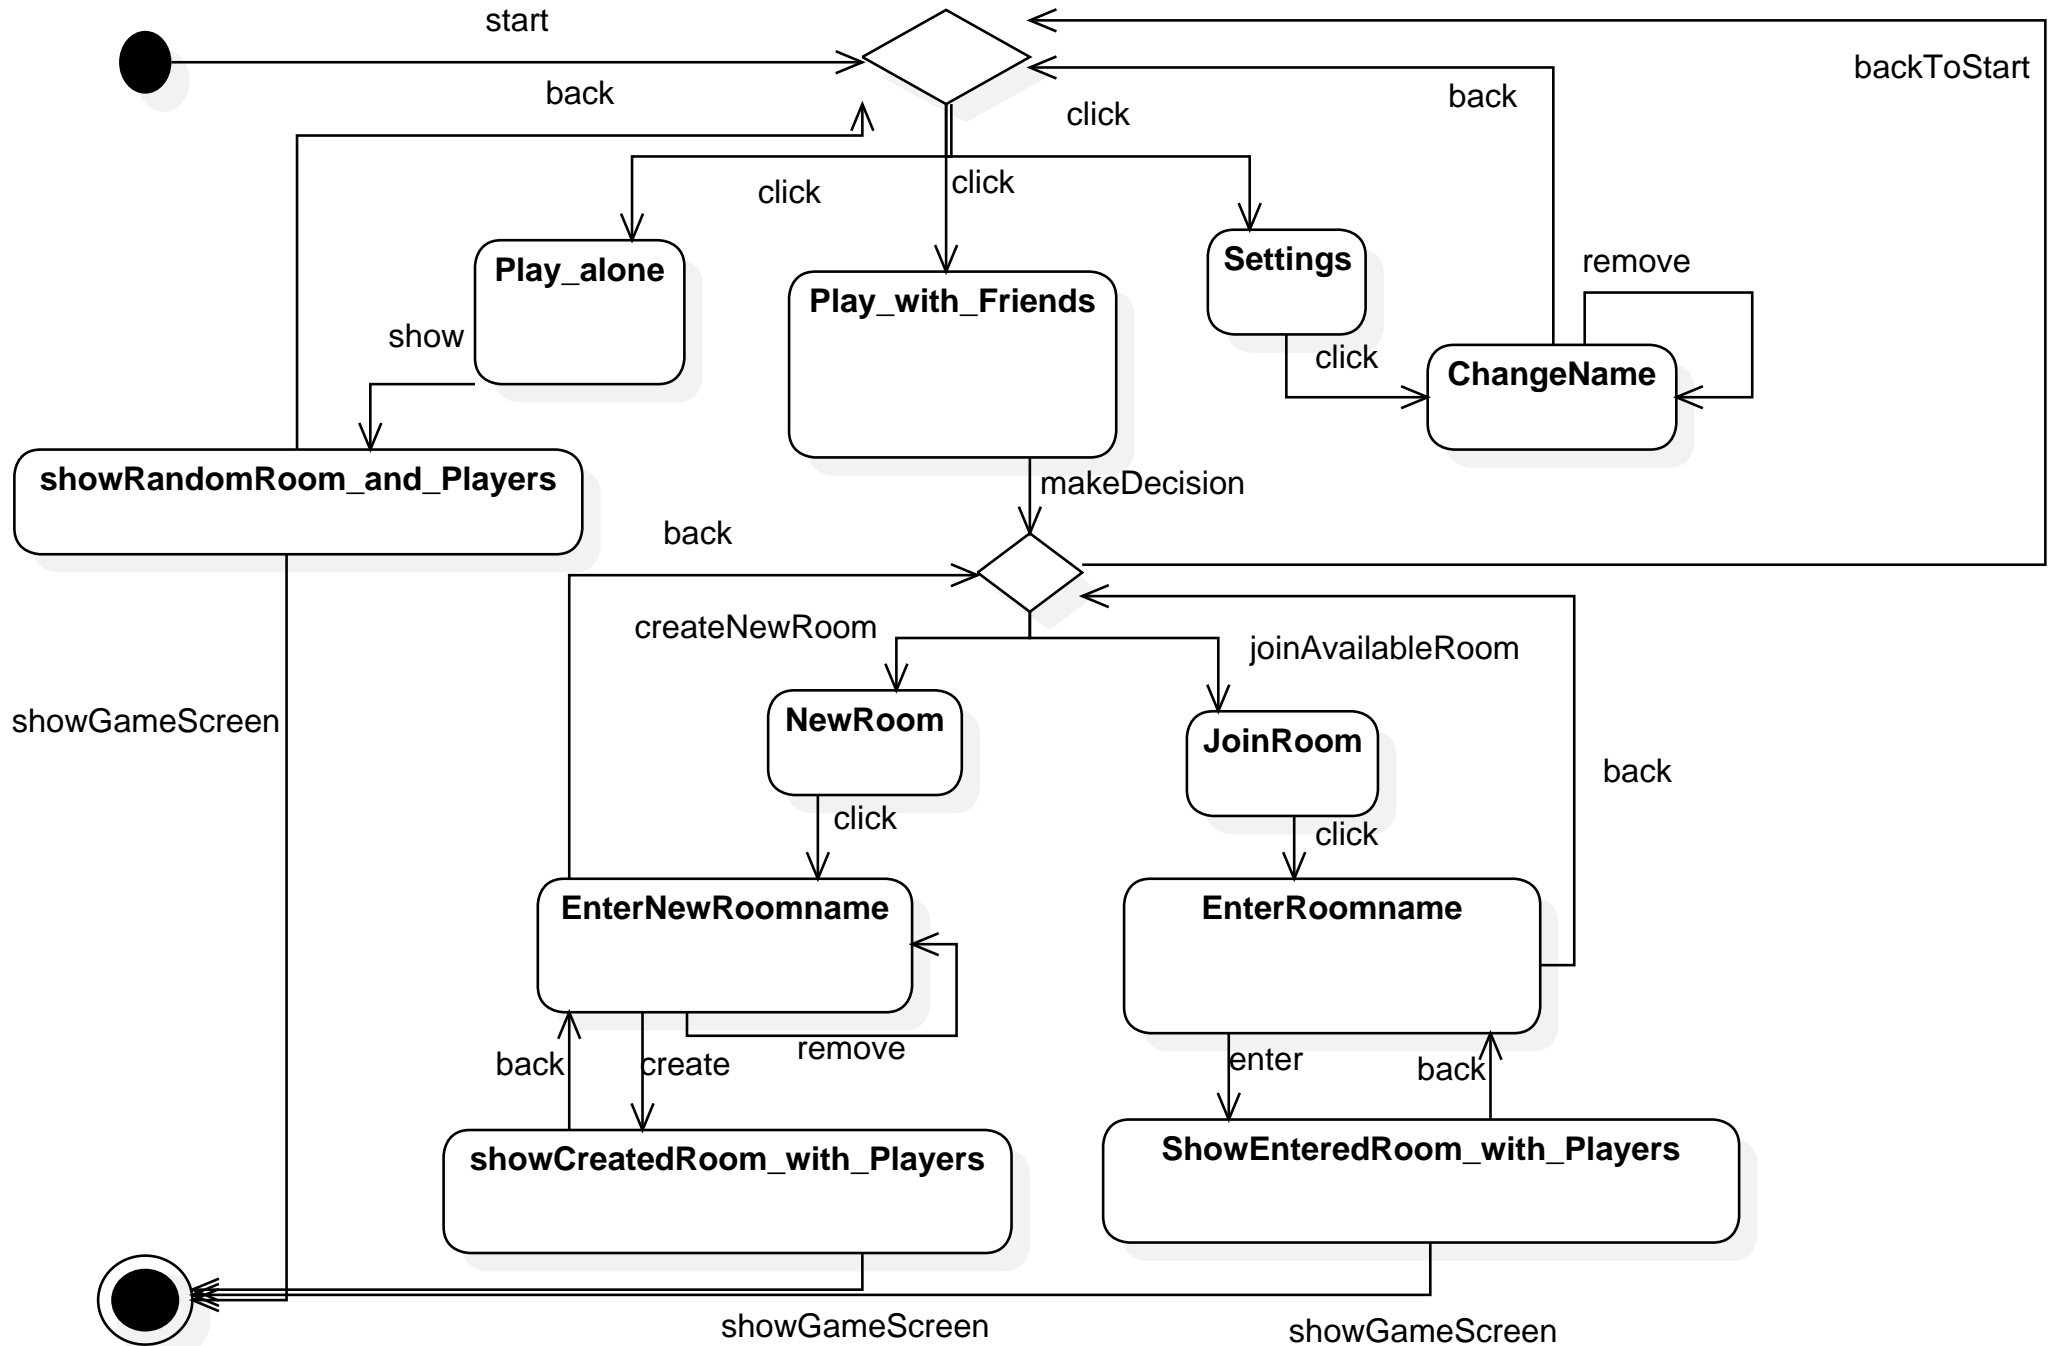 start
backToStart
back
back
click
click
click
Play_alone
Play_with_Friends
Settings
remove
show
click
ChangeName
showRandomRoom_and_Players
makeDecision
back
createNewRoom
joinAvailableRoom
showGameScreen
NewRoom
JoinRoom
back
click
click
EnterNewRoomname
EnterRoomname
back
create
remove
enter
back
showCreatedRoom_with_Players
ShowEnteredRoom_with_Players
showGameScreen
showGameScreen